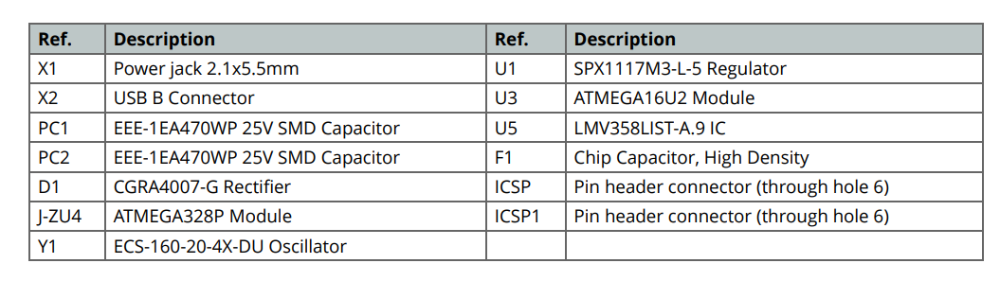 Ref. Description Ref. Description
X1 Power jack 2.1x5.5mm U1 SPX1117M3-L-5 Regulator
X2 USB B Connector U3 ATMEGA16U2 Module
PC1 EEE-1EA470WP 25V SMD Capacitor U5 LMV358LIST-A.9 IC
PC2 EEE-1EA470WP 25V SMD Capacitor F1 Chip Capacitor, High Density
D1 CGRA4007-G Rectifier ICSP Pin header connector (through hole 6)
J-ZU4 ATMEGA328P Module ICSP1 Pin header connector (through hole 6)
Y1 ECS-160-20-4X-DU Oscillator